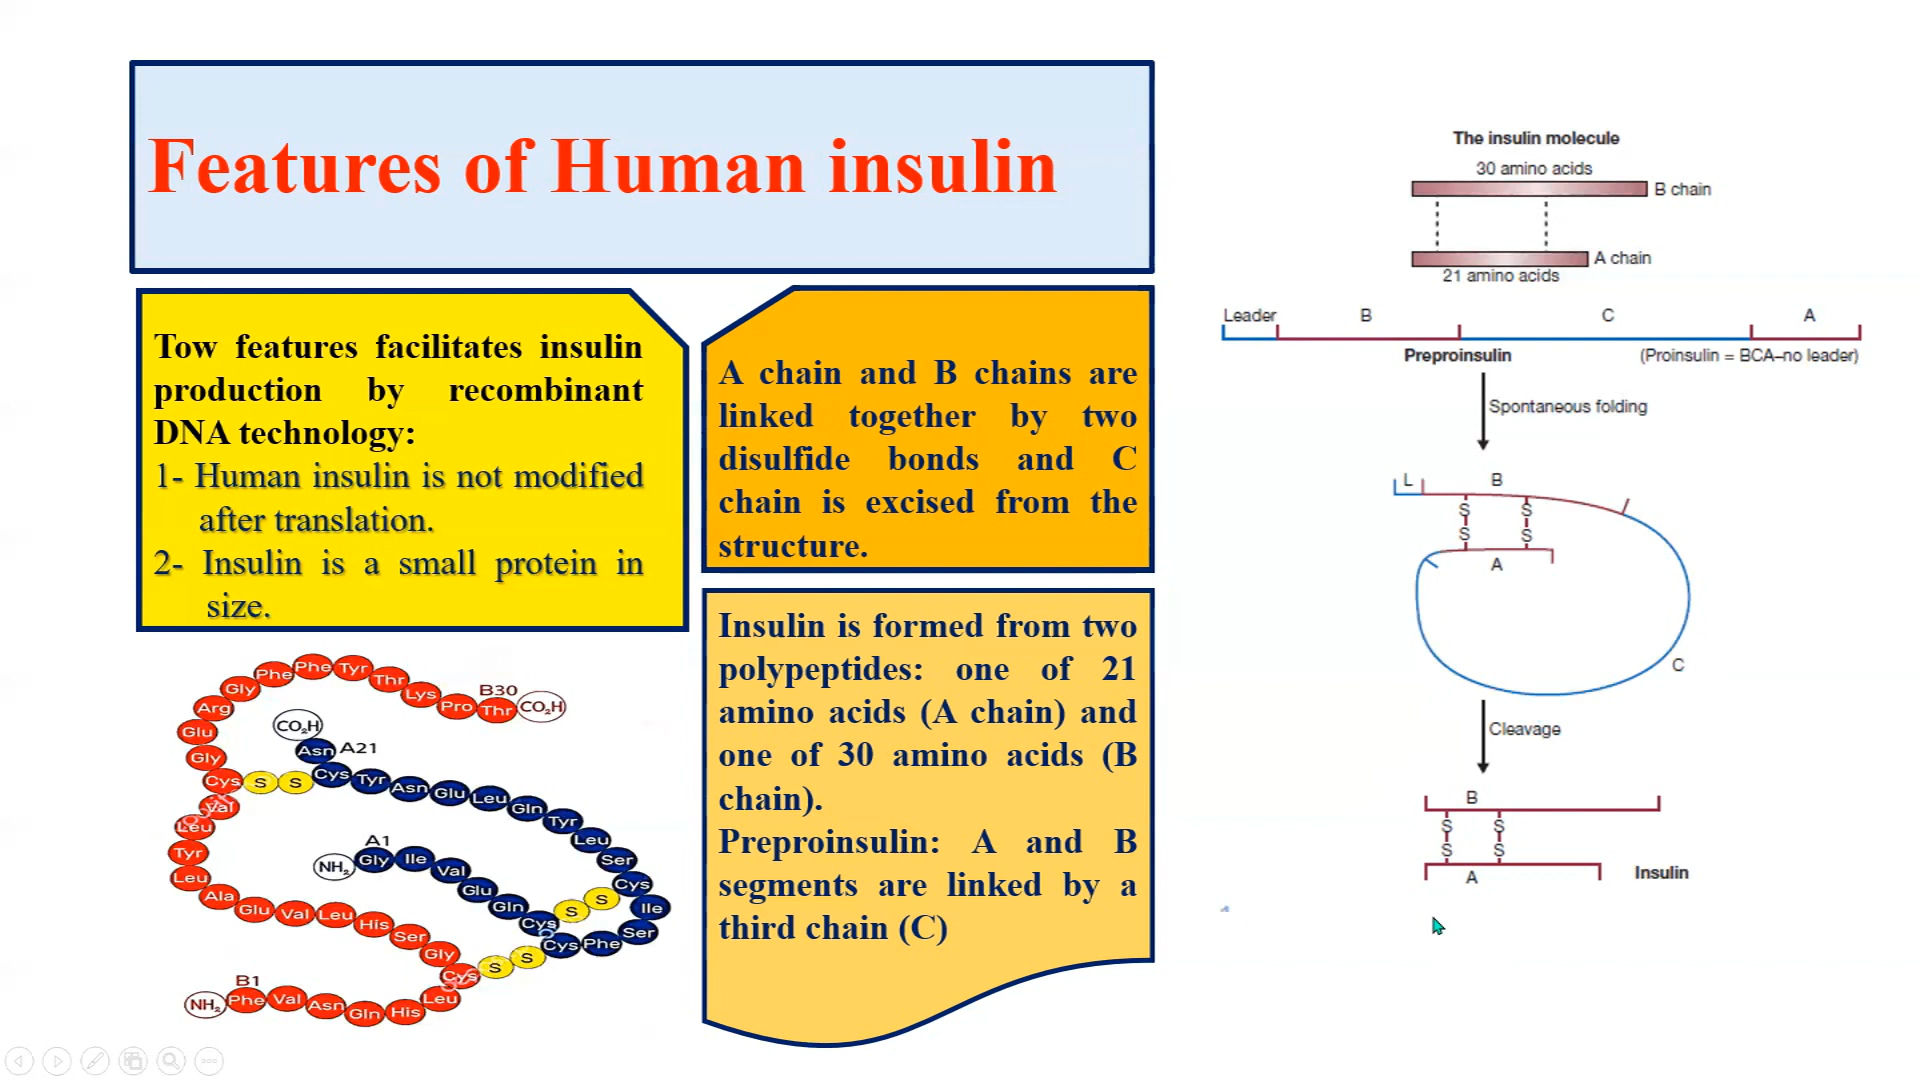 Features of Human insulin
Tow features facilitates insulin
production by recombinant
DNA technology:
1- Human insulin is not modified
after translation.
2- Insulin is a small protein in
size.
A chain and B chains are
linked together by two
disulfide bonds and C
chain is excised from the
structure.
Insulin is formed from two
polypeptides: one of 21
amino acids (A chain) and
one of 30 amino acids (B
chain).
Preproinsulin: A and B
segments are linked by a
third chain (C)
The insulin molecule
30 amino acids
B chain
A chain
21 amino acids
Leader B C A
Preproinsulin (Proinsulin = BCA–no leader)
Spontaneous folding
L B
S S
S S
A
C
Cleavage
B
S S
S S
A
Insulin
Phe Phe Tyr Thr Lys Pro Thr CO₂H
B30
Gly
Arg
Glu
Gly
Cys S S Cys Tyr Asn Glu Leu Gln Tyr Leu Ser Cys Ile Ser Phe Cys
CO₂H
Asn A21
Val
Leu
Tyr
Leu
Ala
Glu Val Leu His Ser Gly Cys S S
A1
NH₂ Gly Ile Val Glu Gln Cys S S
B1
NH₂ Phe Val Asn Gln His Leu